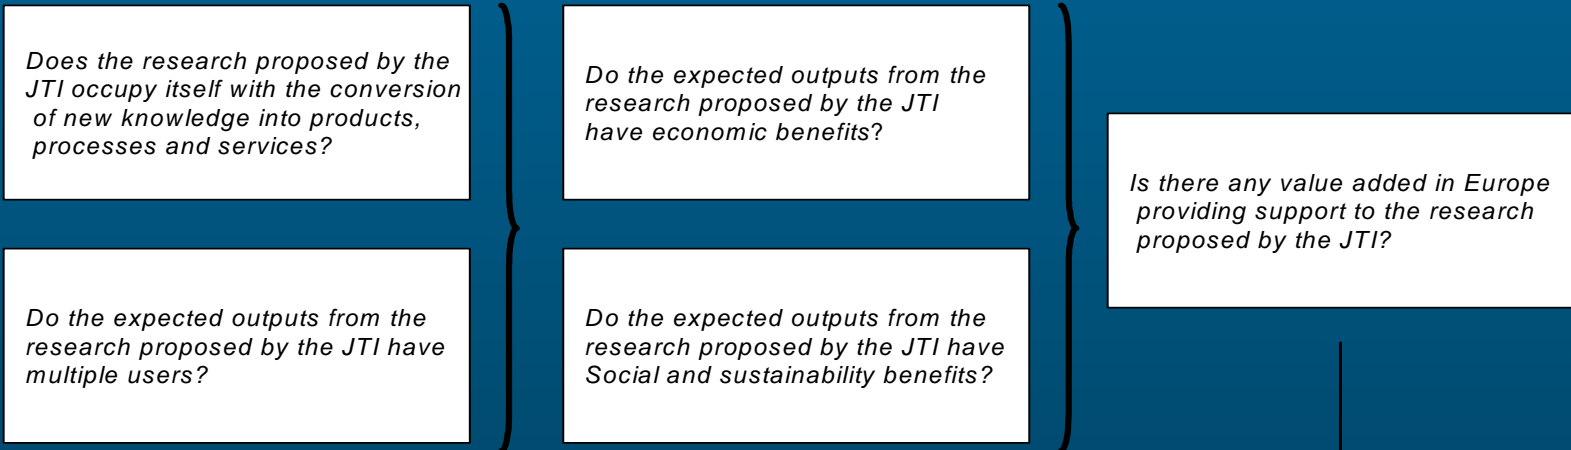 Does the research proposed by the
JTI occupy itself with the conversion
of new knowledge into products,
processes and services?
Do the expected outputs from the
research proposed by the JTI have
multiple users?
Do the expected outputs from the
research proposed by the JTI
have economic benefits?
Do the expected outputs from the
research proposed by the JTI have
Social and sustainability benefits?
Is there any value added in Europe
providing support to the research
proposed by the JTI?